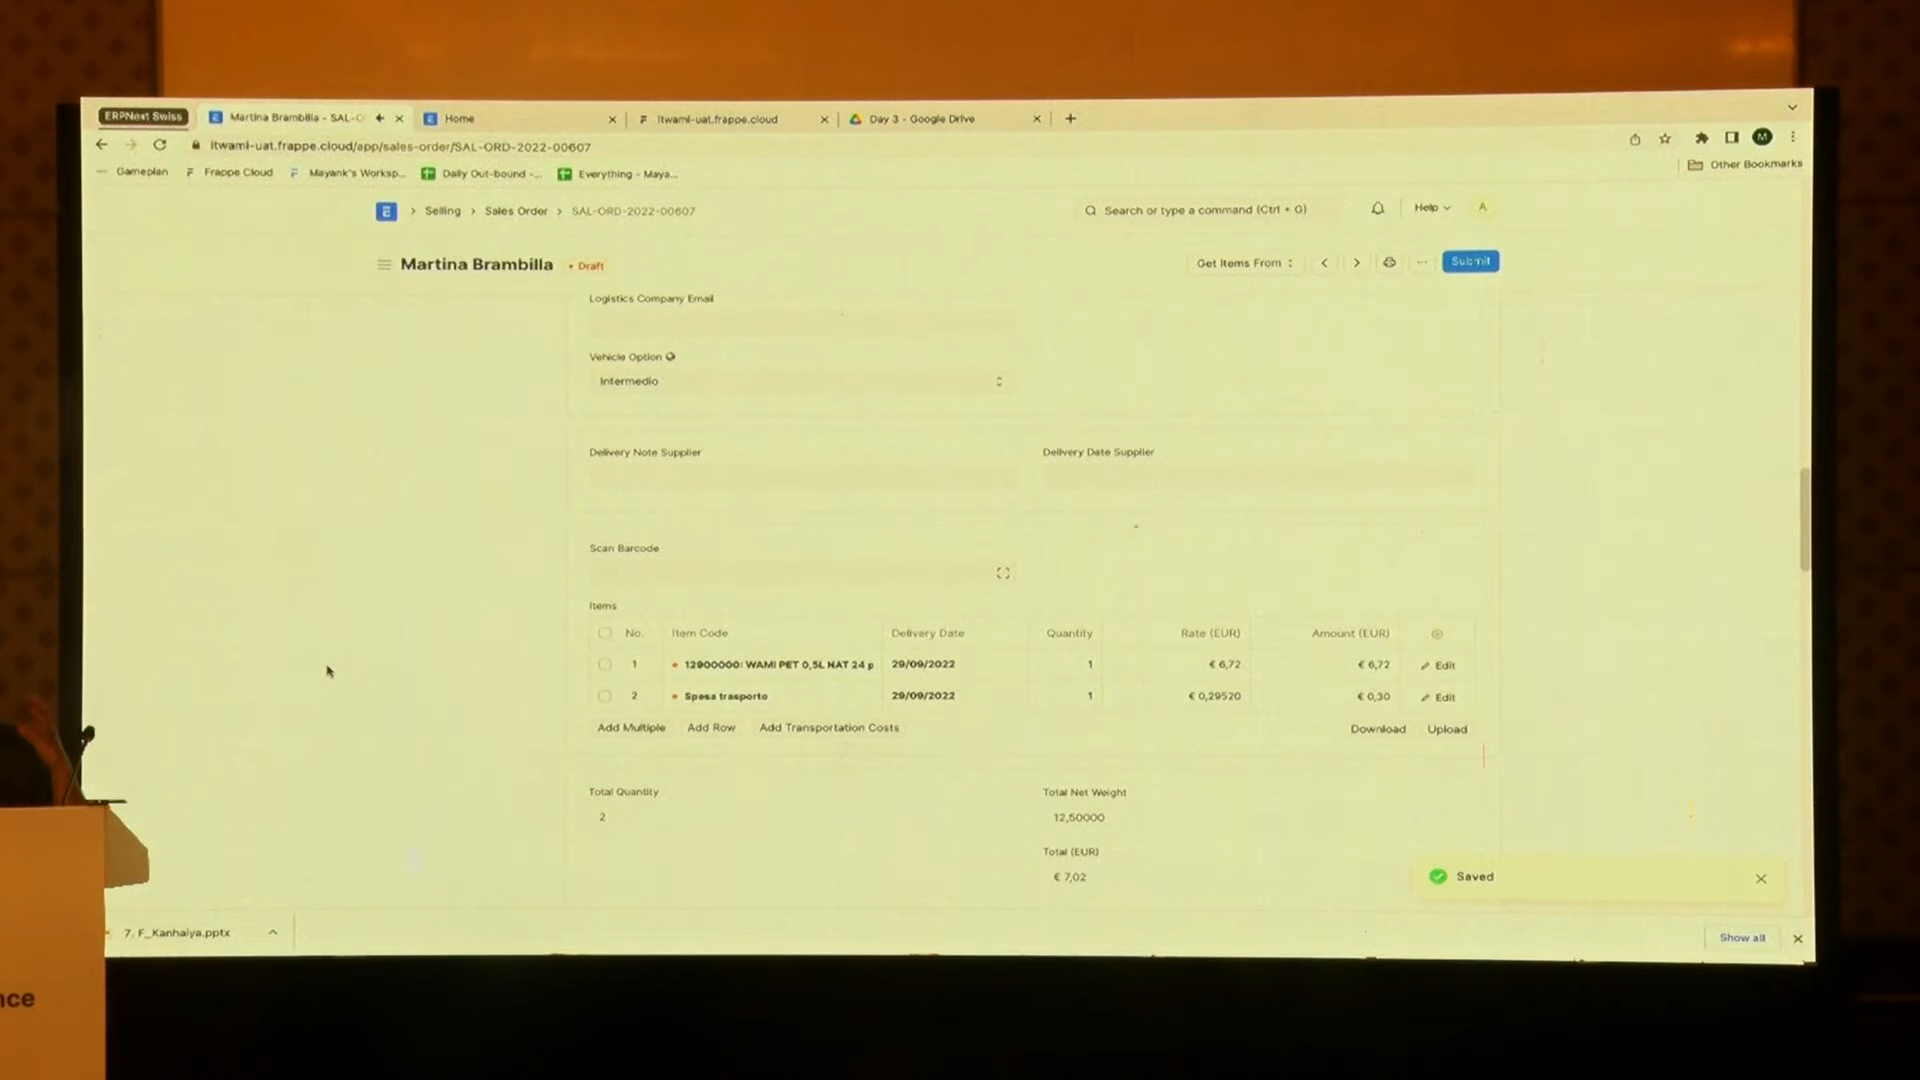 ERPNext Swiss
Martina Brambilla - SAL-O
Home
itwami-uat.frappe.cloud
Day 3 - Google Drive
itwami-uat.frappe.cloud/app/sales-order/SAL-ORD-2022-00607
M
Gameplan
Frappe Cloud
Mayank's Worksp...
Daily Out-bound -...
Everything - Maya...
Other Bookmarks
Selling > Sales Order > SAL-ORD-2022-00607
Search or type a command (Ctrl + G)
Help
A
Martina Brambilla
Draft
Get Items From
Submit
Logistics Company Email
Vehicle Option
Intermedio
Delivery Note Supplier
Delivery Date Supplier
Scan Barcode
Items
No. Item Code Delivery Date Quantity Rate (EUR) Amount (EUR)
1 12900000: WAMI PET 0,5L NAT 24 p 29/09/2022 1 € 6,72 € 6,72 Edit
2 Spesa trasporto 29/09/2022 1 € 0,29520 € 0,30 Edit
Add Multiple Add Row Add Transportation Costs Download Upload
Total Quantity
2
Total Net Weight
12,50000
Total (EUR)
€ 7,02
Saved
7. F_Kanhaiya.pptx
Show all
nce